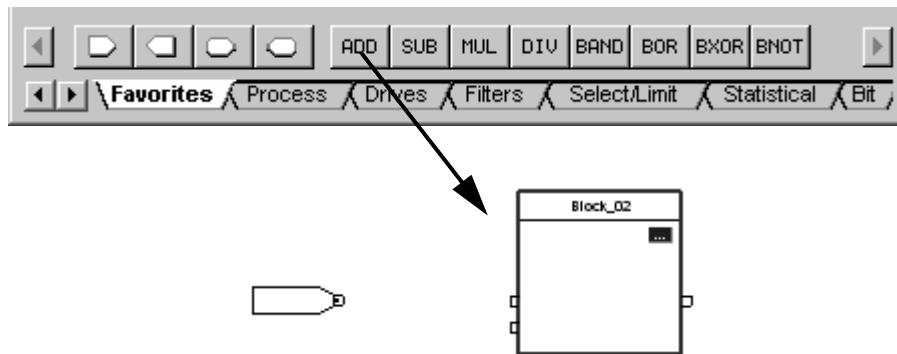 ADD SUB MUL DIV BAND BOR BXOR BNOT
Favorites Process Drives Filters Select/Limit Statistical Bit
Block_02
...